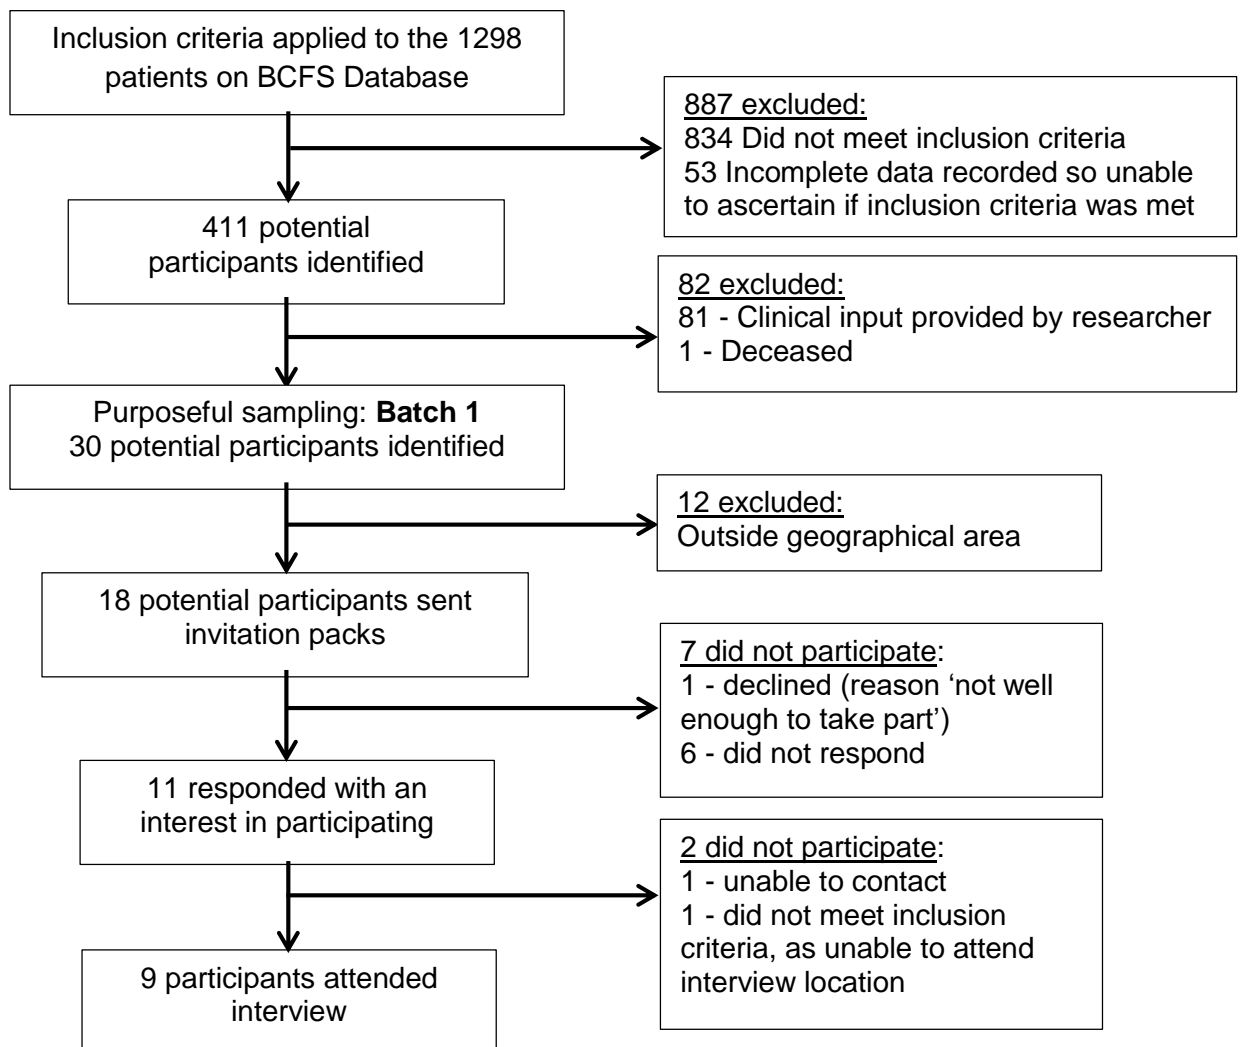 Inclusion criteria applied to the 1298
patients on BCFS Database
887 excluded:
834 Did not meet inclusion criteria
53 Incomplete data recorded so unable
to ascertain if inclusion criteria was met
411 potential
participants identified
82 excluded:
81 - Clinical input provided by researcher
1 - Deceased
Purposeful sampling: Batch 1
30 potential participants identified
12 excluded:
Outside geographical area
18 potential participants sent
invitation packs
7 did not participate:
1 - declined (reason ‘not well
enough to take part’)
6 - did not respond
11 responded with an
interest in participating
2 did not participate:
1 - unable to contact
1 - did not meet inclusion
criteria, as unable to attend
interview location
9 participants attended
interview